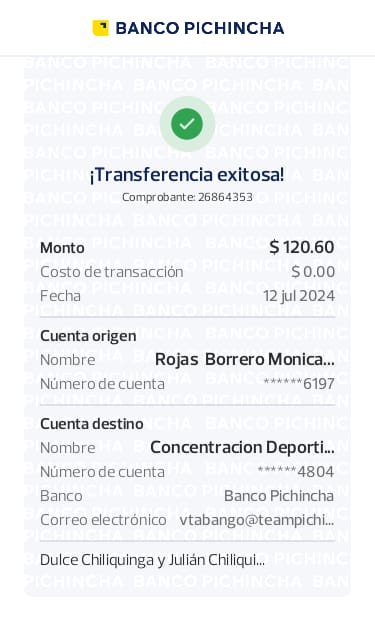 BANCO PICHINCHA
¡Transferencia exitosa!
Comprobante: 26864353
Monto $ 120.60
Costo de transacción $ 0.00
Fecha 12 jul 2024
Cuenta origen
Nombre Rojas Borrero Monica...
Número de cuenta ******6197
Cuenta destino
Nombre Concentracion Deporti...
Número de cuenta ******4804
Banco Banco Pichincha
Correo electrónico vtabango@teampichi...
Dulce Chiliquinga y Julián Chiliqui...